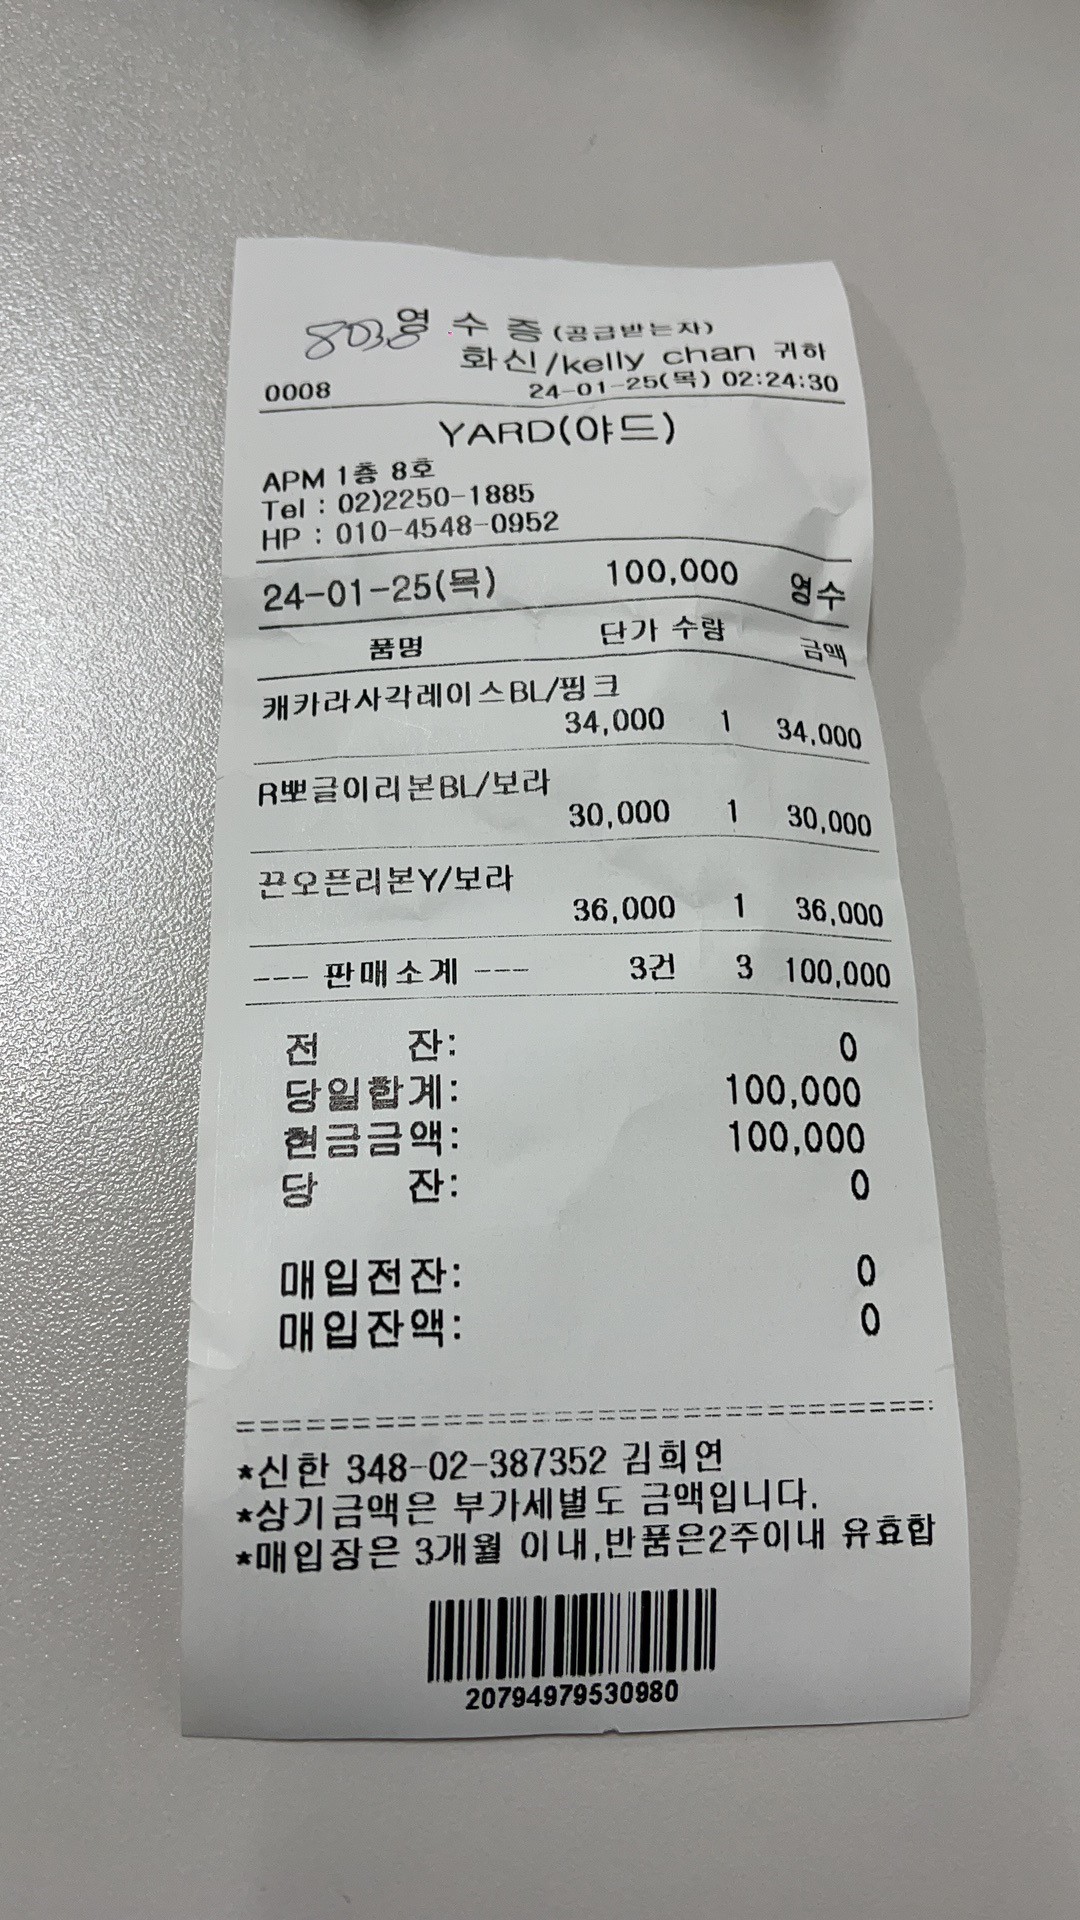 8038
영 수 증 (공급받는자)
화신/kelly chan 귀하
0008 24-01-25(목) 02:24:30
YARD(야드)
APM 1층 8호
Tel : 02)2250-1885
HP : 010-4548-0952
24-01-25(목) 100,000 영수
품명 단가 수량 금액
캐카라사각레이스BL/핑크
34,000 1 34,000
R뽀글이리본BL/보라
30,000 1 30,000
끈오픈리본Y/보라
36,000 1 36,000
--- 판매소계 --- 3건 3 100,000
전 잔: 0
당일합계: 100,000
현금금액: 100,000
당 잔: 0
매입전잔: 0
매입잔액: 0
*신한 348-02-387352 김희연
*상기금액은 부가세별도 금액입니다.
*매입장은 3개월 이내,반품은2주이내 유효합
20794979530980